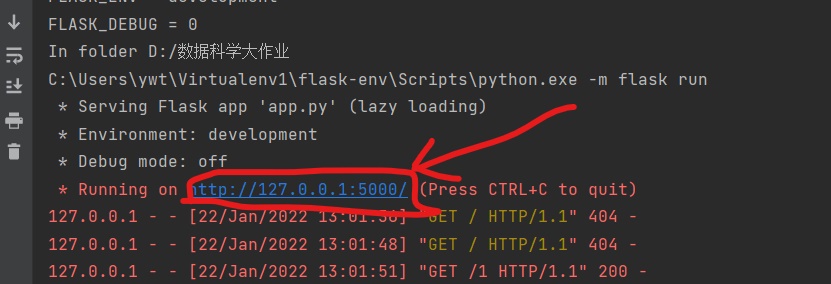 FLASK_DEBUG = 0
In folder D:/数据科学大作业
C:\Users\ywt\Virtualenv1\flask-env\Scripts\python.exe -m flask run
* Serving Flask app 'app.py' (lazy loading)
* Environment: development
* Debug mode: off
* Running on http://127.0.0.1:5000/ (Press CTRL+C to quit)
127.0.0.1 - - [22/Jan/2022 13:01:38] "GET / HTTP/1.1" 404 -
127.0.0.1 - - [22/Jan/2022 13:01:48] "GET / HTTP/1.1" 404 -
127.0.0.1 - - [22/Jan/2022 13:01:51] "GET /1 HTTP/1.1" 200 -